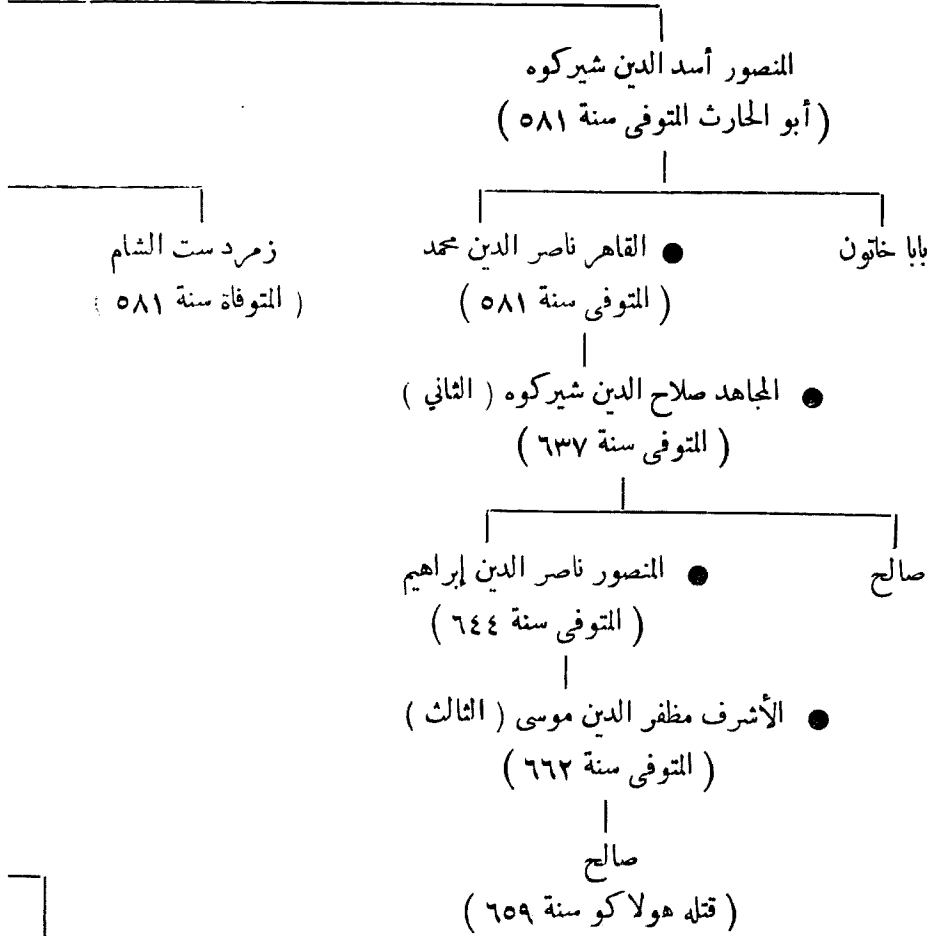 المنصور أسد الدين شيركوه
( أبو الحارث المتوفى سنة ٥٨١ )
بابا خاتون
● القاهر ناصر الدين محمد
( المتوفى سنة ٥٨١ )
زمرد ست الشام
( المتوفاة سنة ٥٨١ )
● المجاهد صلاح الدين شيركوه ( الثاني )
( المتوفى سنة ٦٣٧ )
صالح
● المنصور ناصر الدين إبراهيم
( المتوفى سنة ٦٤٤ )
● الأشرف مظفر الدين موسى ( الثالث )
( المتوفى سنة ٦٦٢ )
صالح
( قتله هولاكو سنة ٦٥٩ )